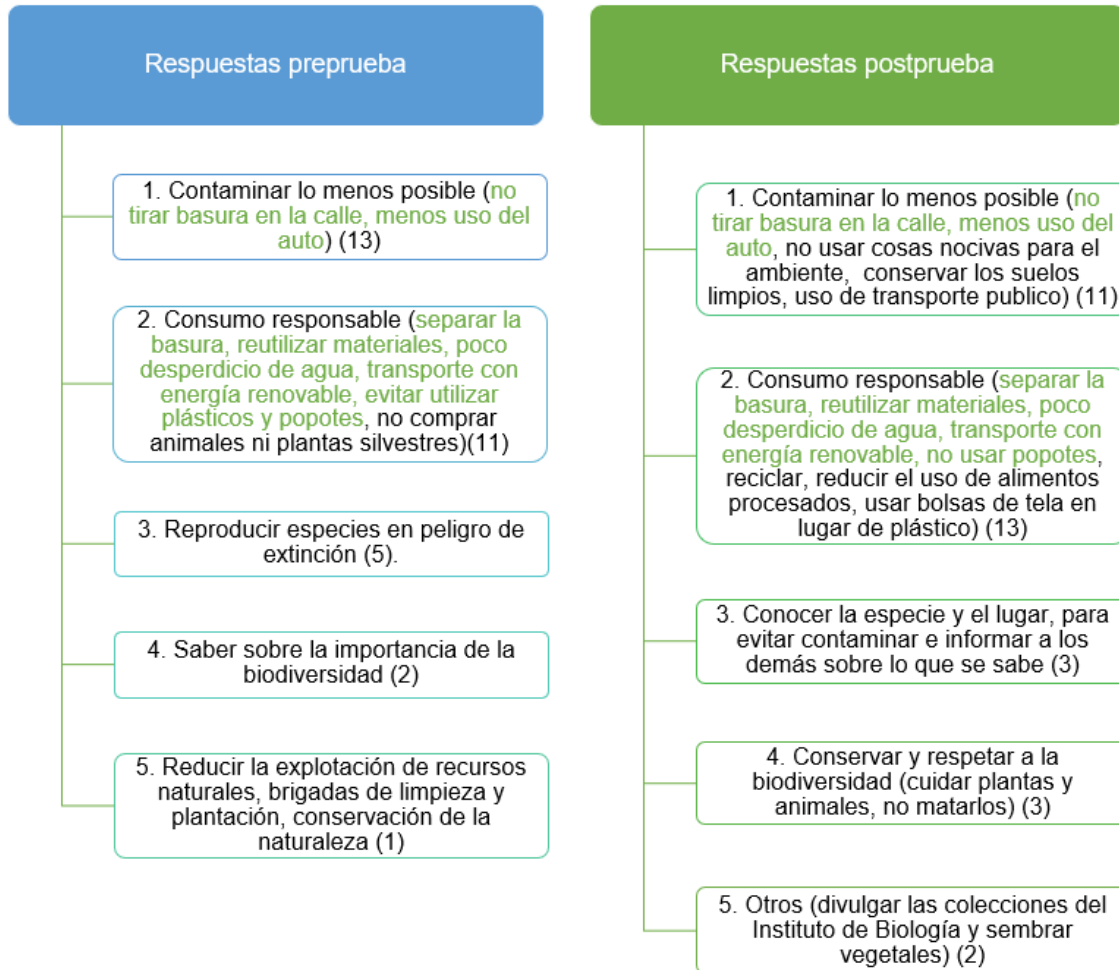 Respuestas preprueba
1. Contaminar lo menos posible (no
tirar basura en la calle, menos uso del
auto) (13)
2. Consumo responsable (separar la
basura, reutilizar materiales, poco
desperdicio de agua, transporte con
energía renovable, evitar utilizar
plásticos y popotes, no comprar
animales ni plantas silvestres)(11)
3. Reproducir especies en peligro de
extinción (5).
4. Saber sobre la importancia de la
biodiversidad (2)
5. Reducir la explotación de recursos
naturales, brigadas de limpieza y
plantación, conservación de la
naturaleza (1)
Respuestas postprueba
1. Contaminar lo menos posible (no
tirar basura en la calle, menos uso del
auto, no usar cosas nocivas para el
ambiente,  conservar los suelos
limpios, uso de transporte publico) (11)
2. Consumo responsable (separar la
basura, reutilizar materiales, poco
desperdicio de agua, transporte con
energía renovable, no usar popotes,
reciclar, reducir el uso de alimentos
procesados, usar bolsas de tela en
lugar de plástico) (13)
3. Conocer la especie y el lugar, para
evitar contaminar e informar a los
demás sobre lo que se sabe (3)
4. Conservar y respetar a la
biodiversidad (cuidar plantas y
animales, no matarlos) (3)
5. Otros (divulgar las colecciones del
Instituto de Biología y sembrar
vegetales) (2)